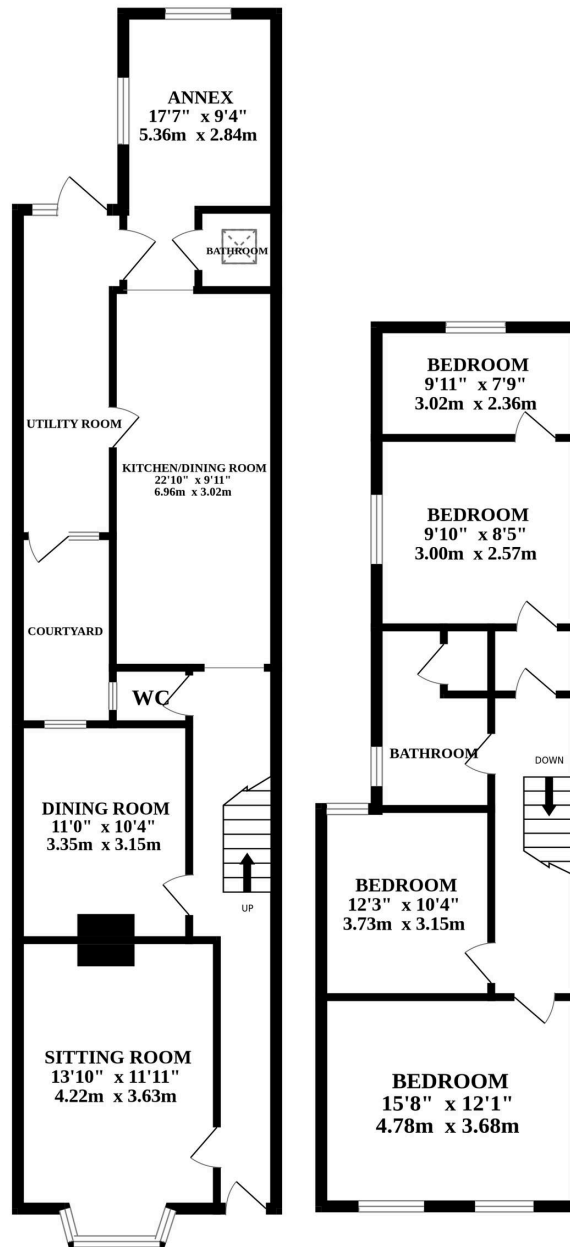 ANNEX
17'7" x 9'4"
5.36m x 2.84m
BATHROOM
UTILITY ROOM
KITCHEN/DINING ROOM
22'10" x 9'11"
6.96m x 3.02m
COURTYARD
WC
DINING ROOM
11'0" x 10'4"
3.35m x 3.15m
UP
SITTING ROOM
13'10" x 11'11"
4.22m x 3.63m
BEDROOM
9'11" x 7'9"
3.02m x 2.36m
BEDROOM
9'10" x 8'5"
3.00m x 2.57m
BATHROOM
DOWN
BEDROOM
12'3" x 10'4"
3.73m x 3.15m
BEDROOM
15'8" x 12'1"
4.78m x 3.68m